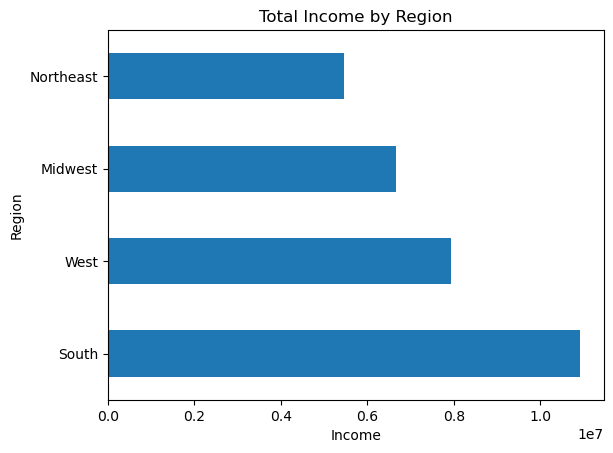 Total Income by Region
Northeast
Midwest
West
South
Region
0.0 0.2 0.4 0.6 0.8 1.0
1e7
Income